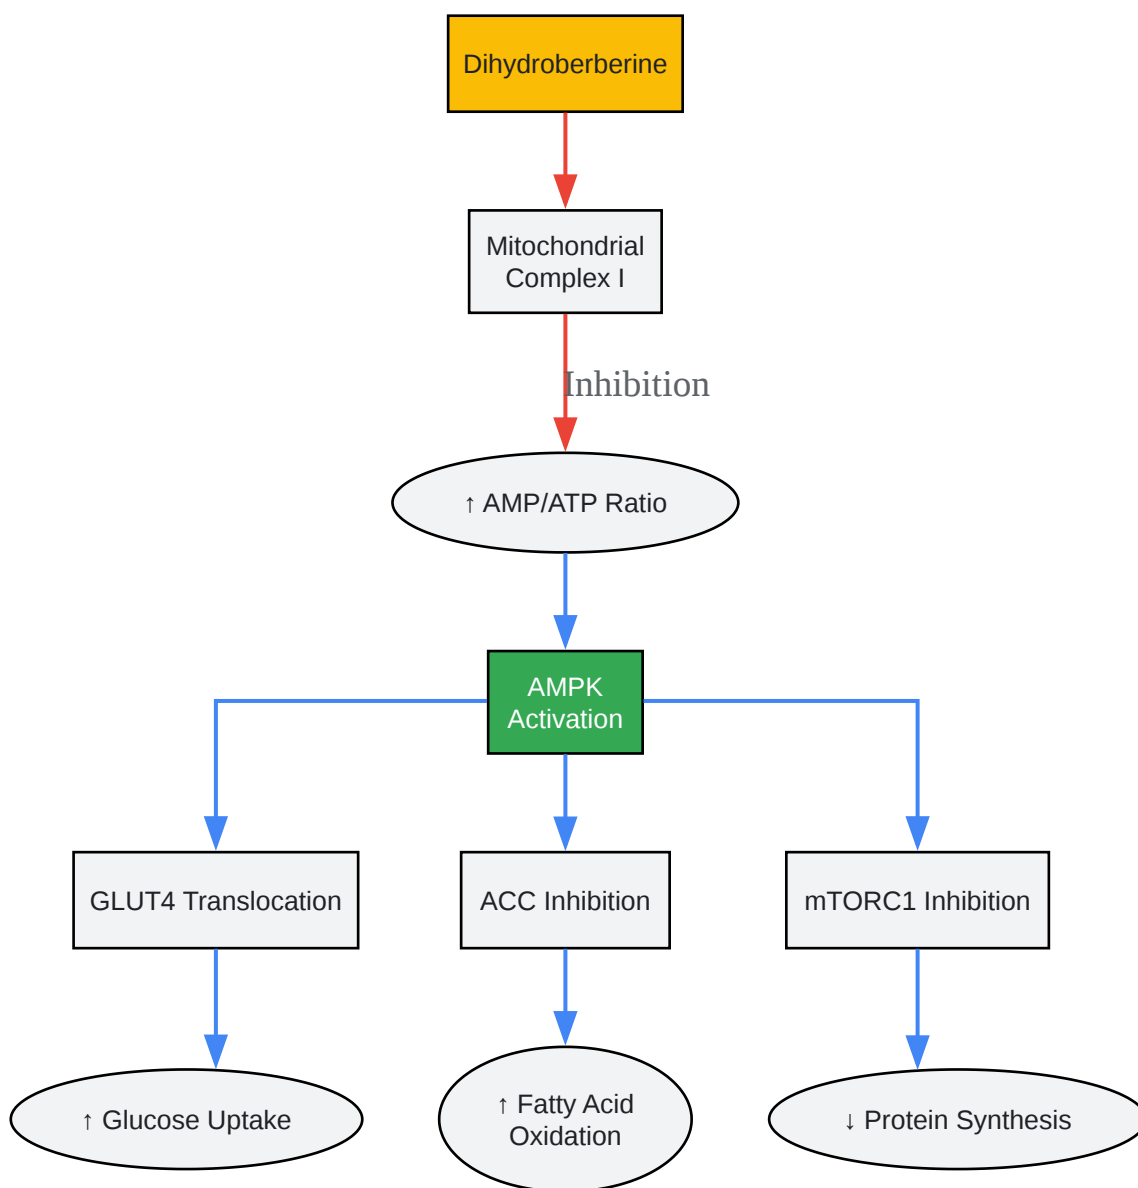 Dihydroberberine
Mitochondrial
Complex I
Inhibition
↑ AMP/ATP Ratio
AMPK
Activation
GLUT4 Translocation
ACC Inhibition
mTORC1 Inhibition
↑ Glucose Uptake
↑ Fatty Acid
Oxidation
↓ Protein Synthesis